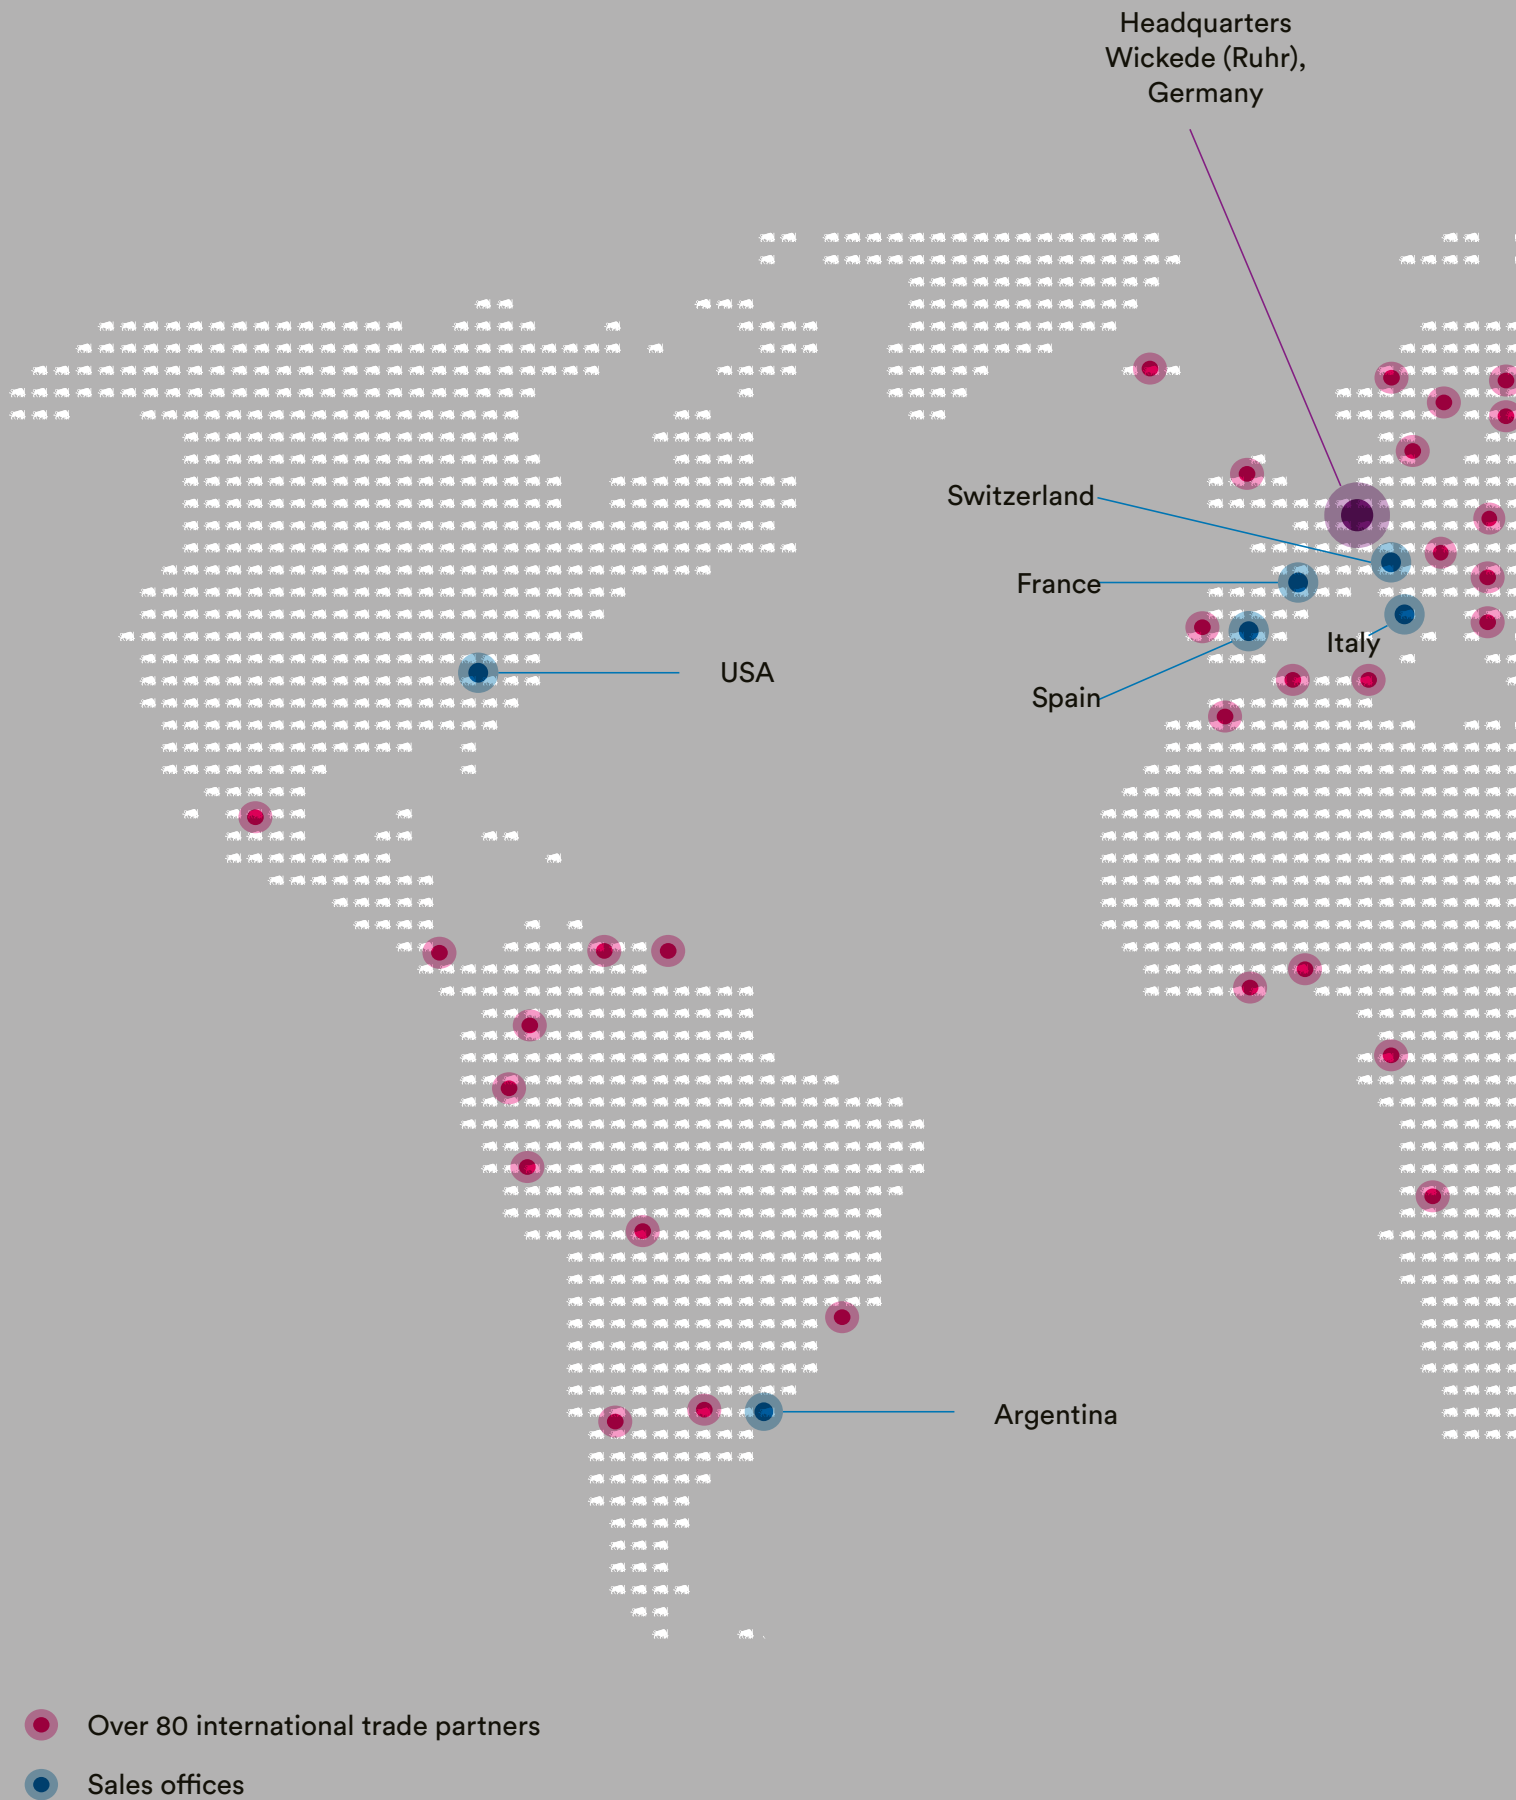 Headquarters
Wickede (Ruhr),
Germany
Switzerland
France
Italy
USA
Spain
Argentina
Over 80 international trade partners
Sales offices